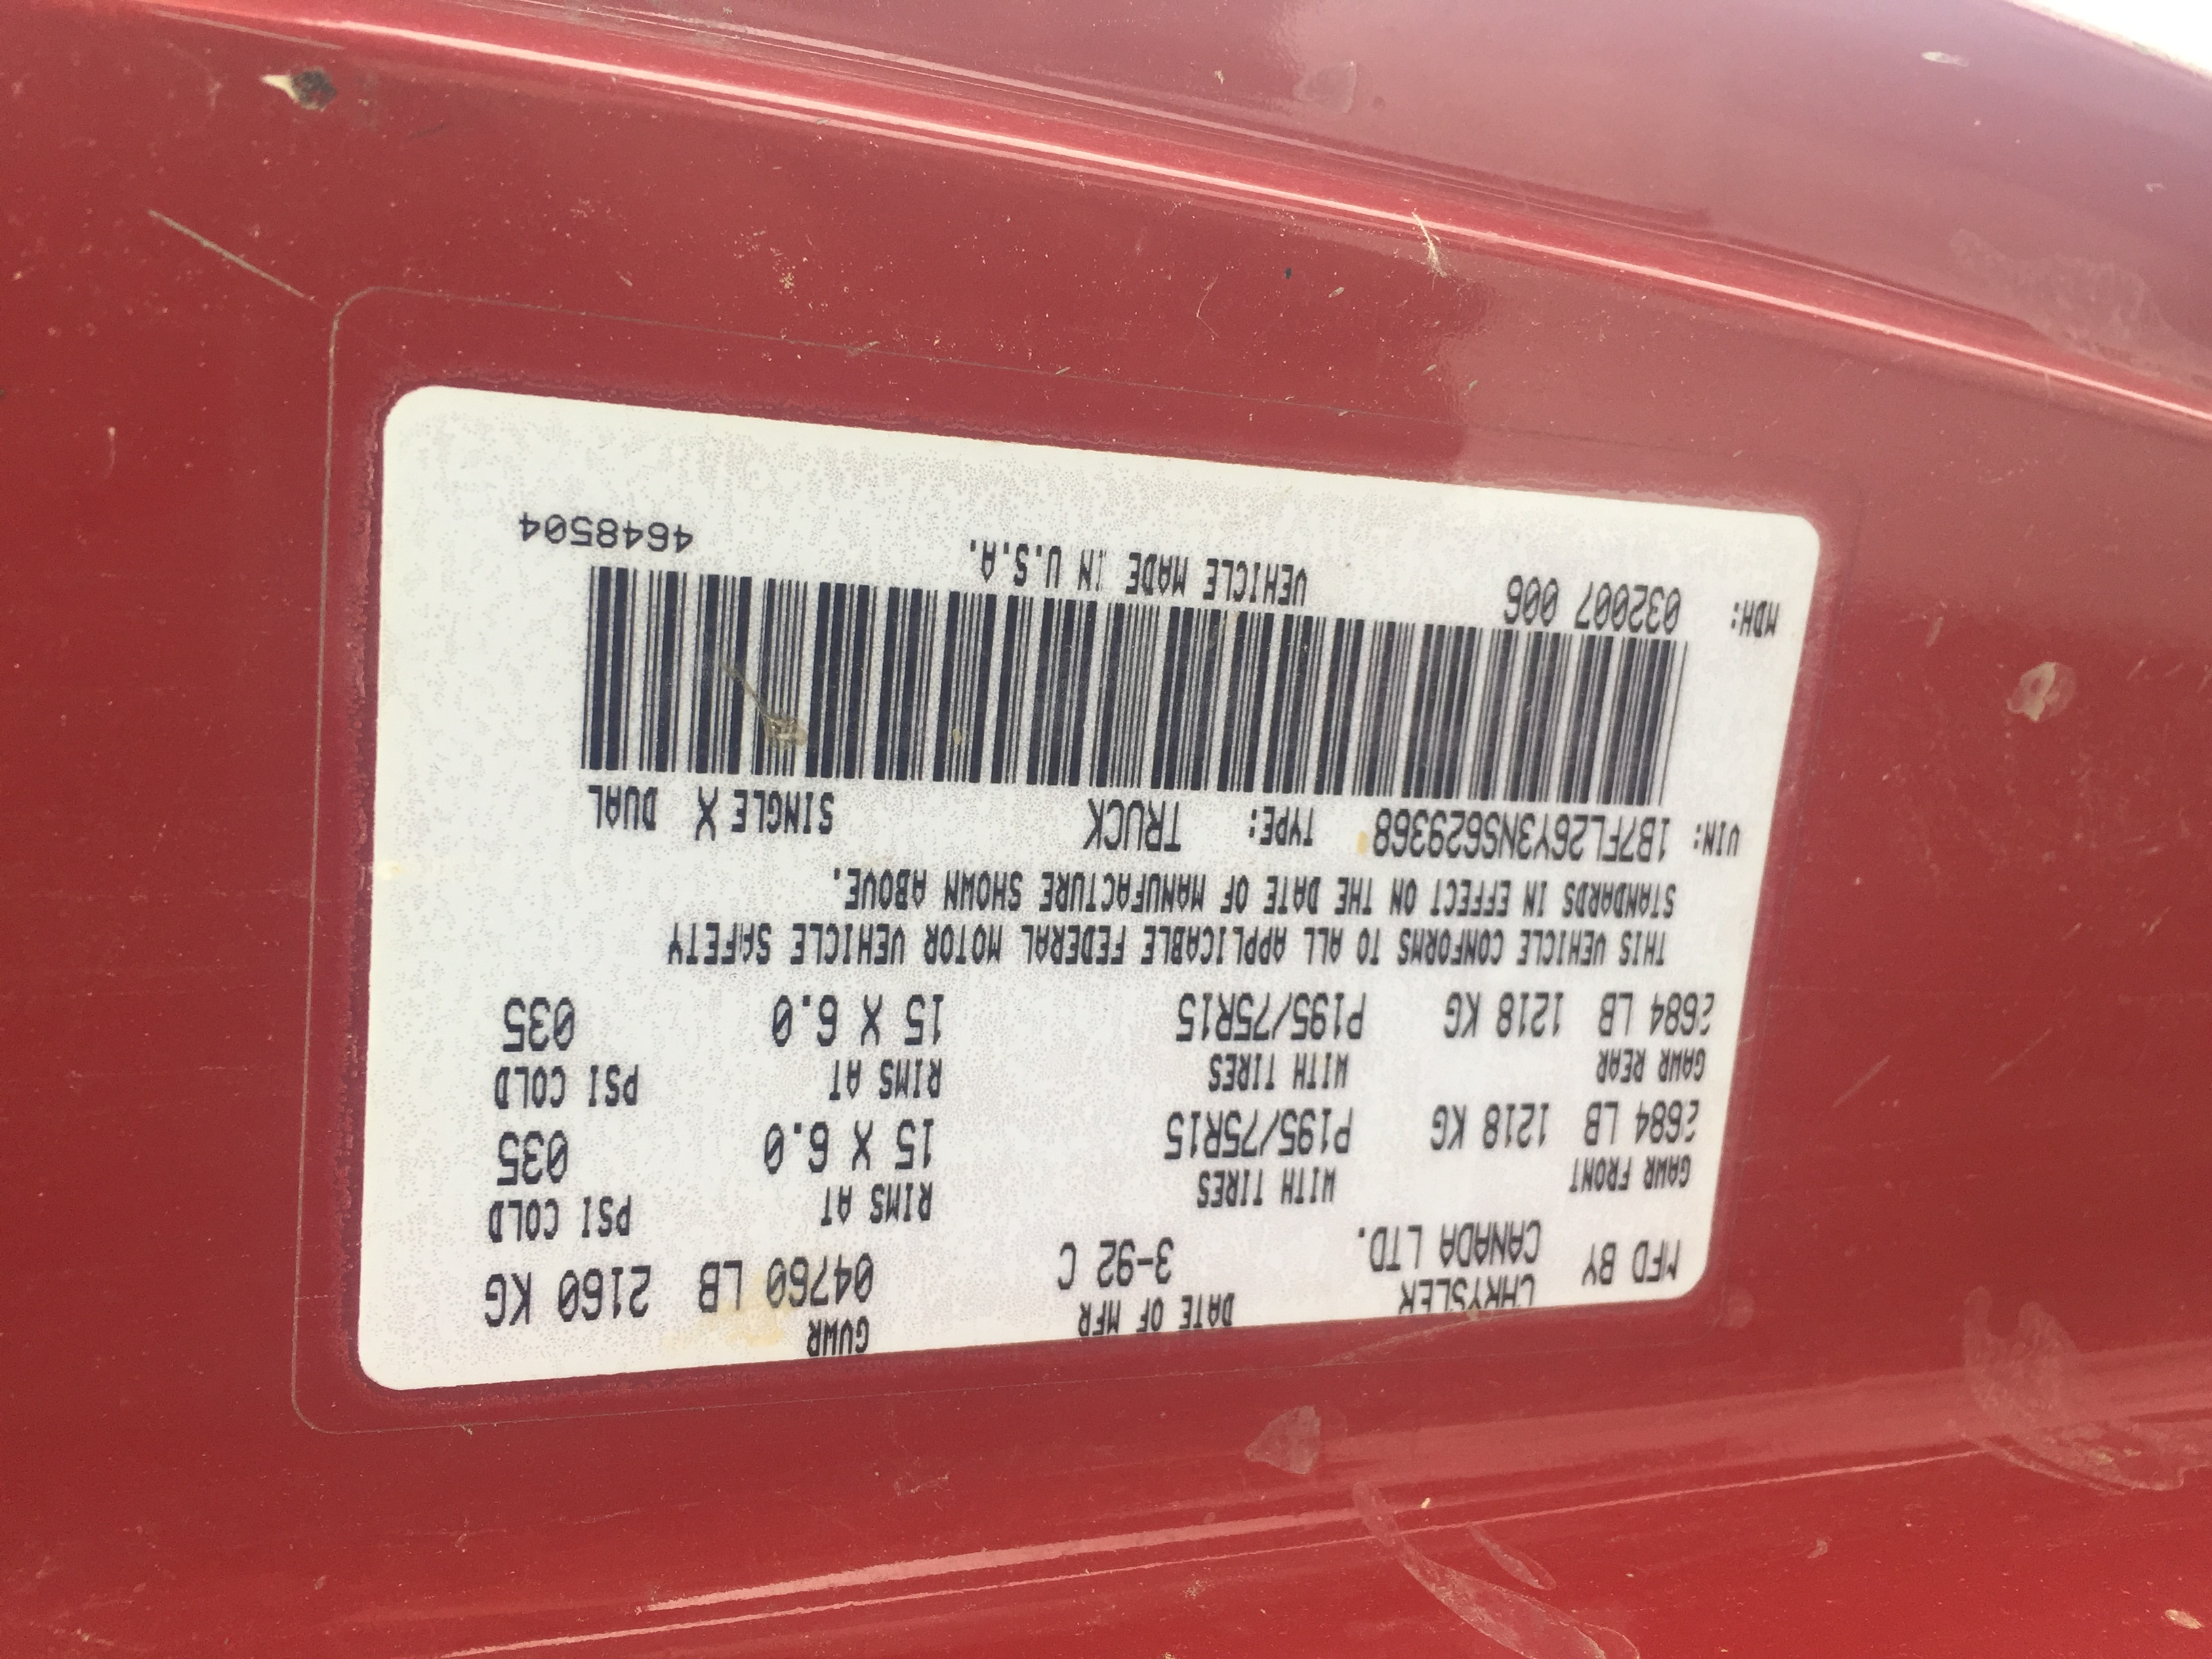 GVWR
CHRYSLER DATE OF MFR 04760 LB 2160 KG
MFD BY CANADA LTD. 3-92 C
GAWR FRONT WITH TIRES RIMS AT PSI COLD
2684 LB 1218 KG P195/75R15 15 X 6.0 035
GAWR REAR WITH TIRES RIMS AT PSI COLD
2684 LB 1218 KG P195/75R15 15 X 6.0 035
THIS VEHICLE CONFORMS TO ALL APPLICABLE FEDERAL MOTOR VEHICLE SAFETY
STANDARDS IN EFFECT ON THE DATE OF MANUFACTURE SHOWN ABOVE.
VIN: 1B7FL26Y3NS629368 TYPE: TRUCK SINGLE X DUAL
MDH: 032007 006 VEHICLE MADE IN U.S.A. 4648504